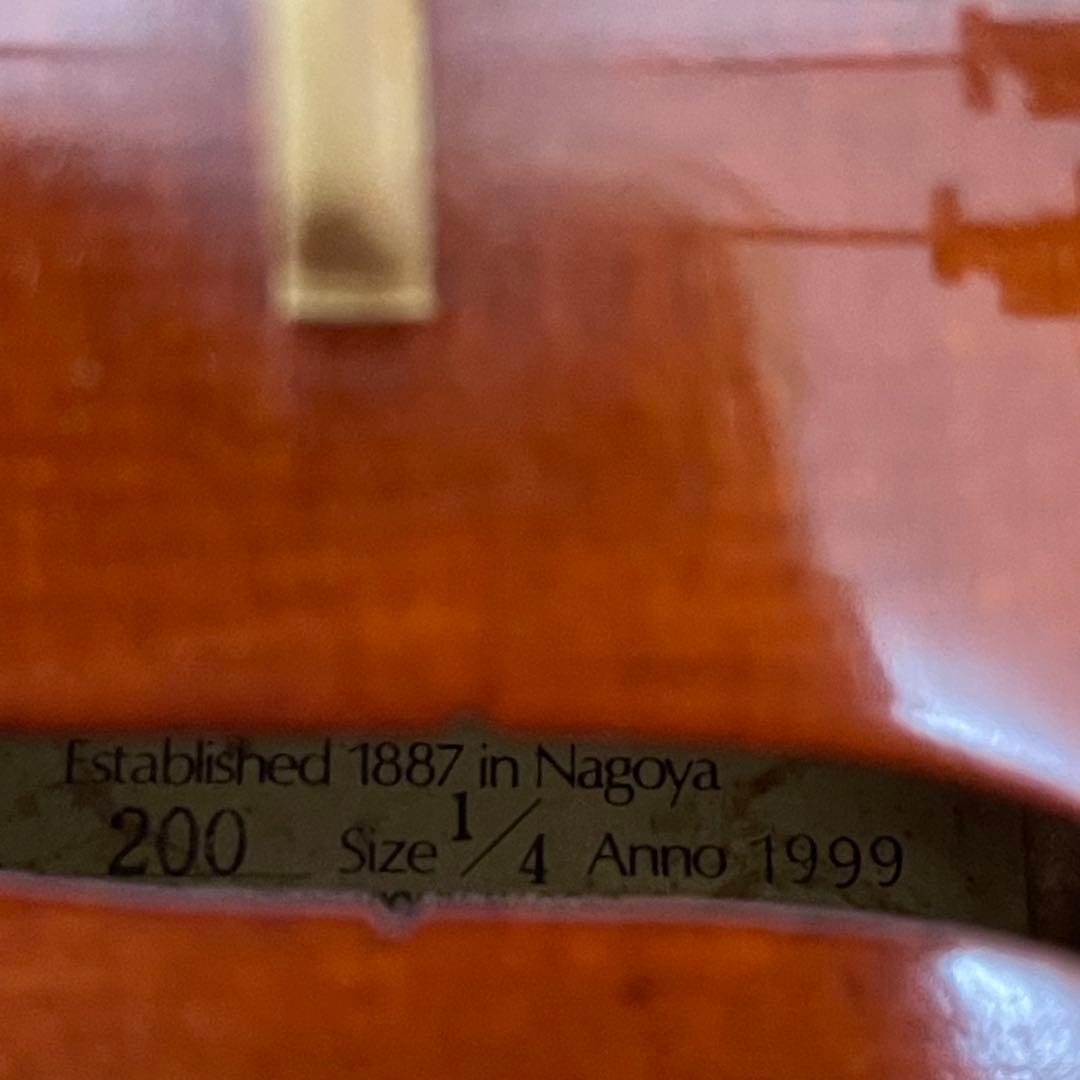 Established 1887 in Nagoya
200 Size 1/4 Anno 1999